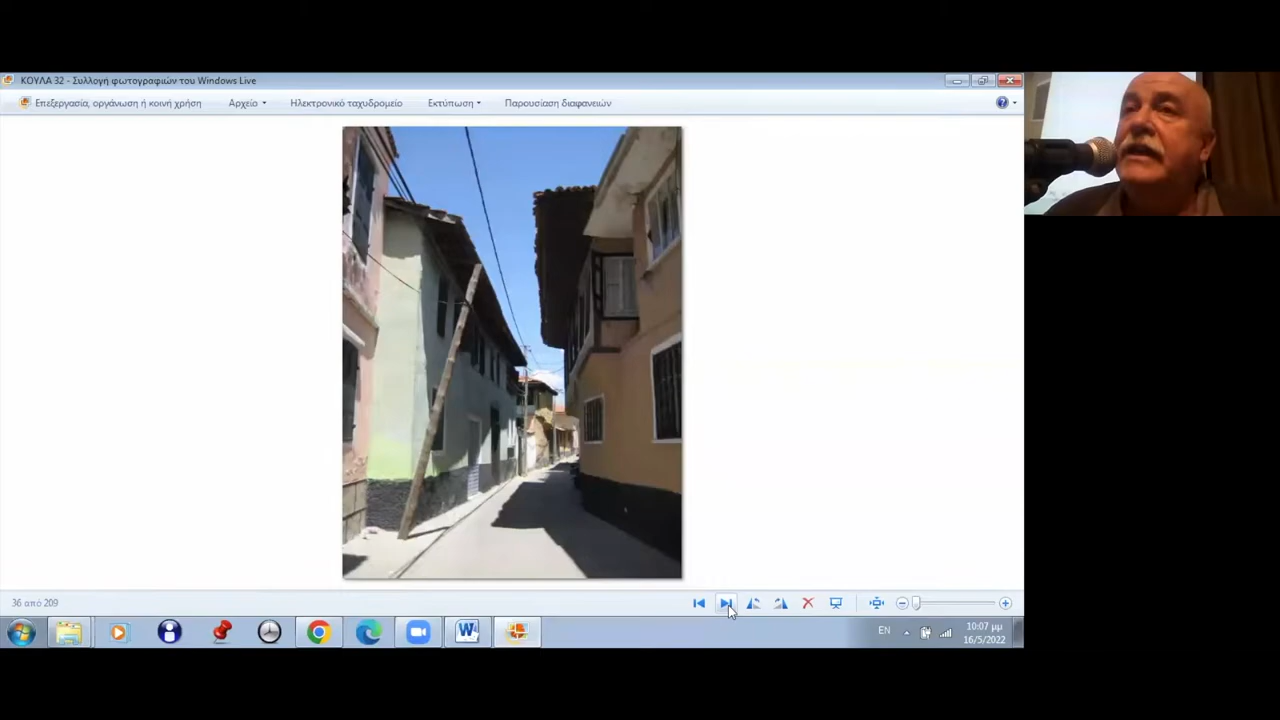 ΚΟΥΛΑ 32 - Συλλογή φωτογραφιών του Windows Live
Επεξεργασία, οργάνωση ή κοινή χρήση Αρχείο Ηλεκτρονικό ταχυδρομείο Εκτύπωση Παρουσίαση διαφανειών
36 από 209
EN
10:07 μμ
16/5/2022